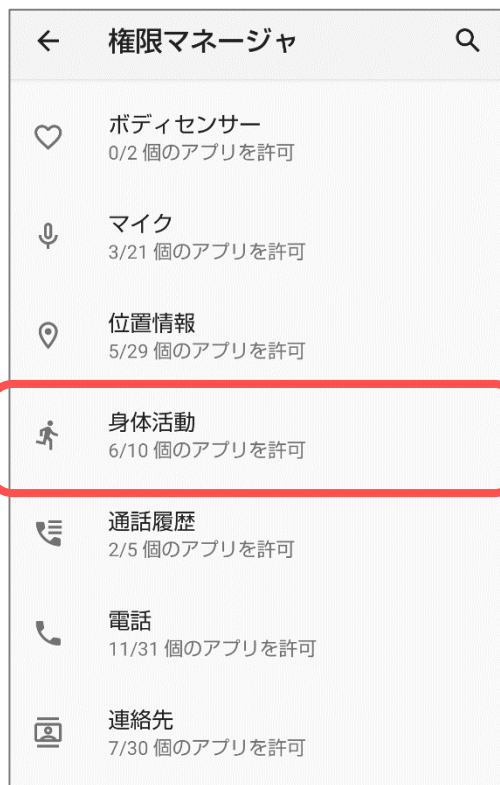 権限マネージャ
ボディセンサー
0/2 個のアプリを許可
マイク
3/21 個のアプリを許可
位置情報
5/29 個のアプリを許可
身体活動
6/10 個のアプリを許可
通話履歴
2/5 個のアプリを許可
電話
11/31 個のアプリを許可
連絡先
7/30 個のアプリを許可